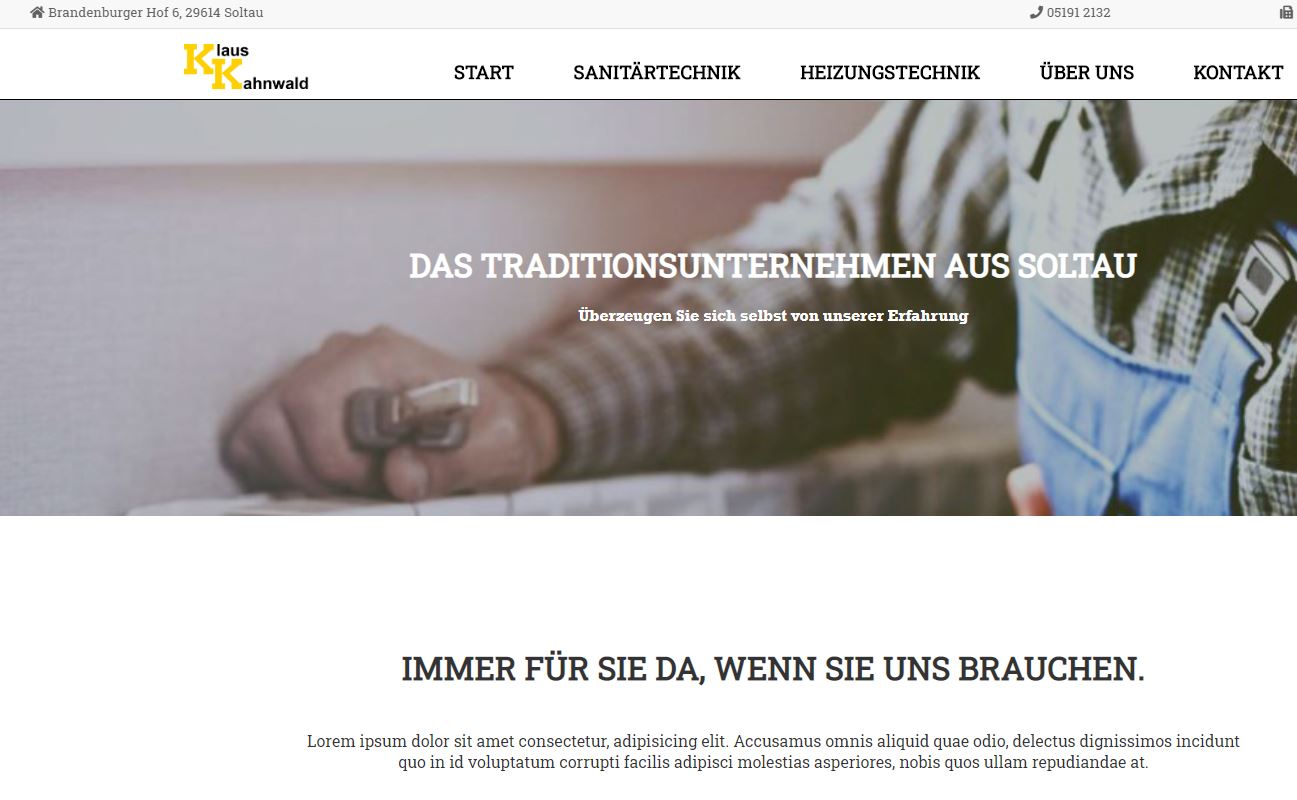 Brandenburger Hof 6, 29614 Soltau
05191 2132
Klaus
Kahnwald
START
SANITÄRTECHNIK
HEIZUNGSTECHNIK
ÜBER UNS
KONTAKT
DAS TRADITIONSUNTERNEHMEN AUS SOLTAU
Überzeugen Sie sich selbst von unserer Erfahrung
IMMER FÜR SIE DA, WENN SIE UNS BRAUCHEN.
Lorem ipsum dolor sit amet consectetur, adipisicing elit. Accusamus omnis aliquid quae odio, delectus dignissimos incidunt
quo in id voluptatum corrupti facilis adipisci molestias asperiores, nobis quos ullam repudiandae at.